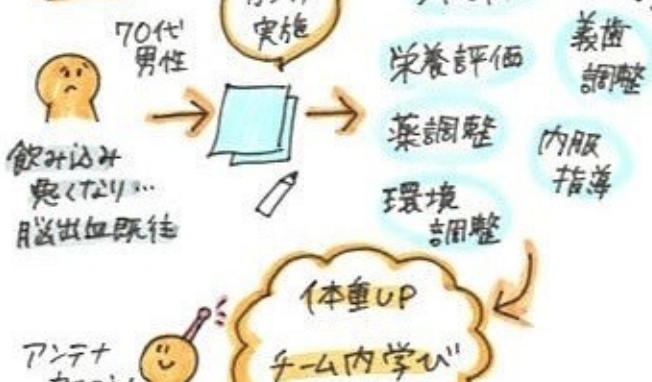 70代
男性
飲み込み
悪くなり…
脳出血既往
実施
栄養評価
薬調整
環境
調整
義歯
調整
内服
指導
体重UP
チーム内学び
アンテナ